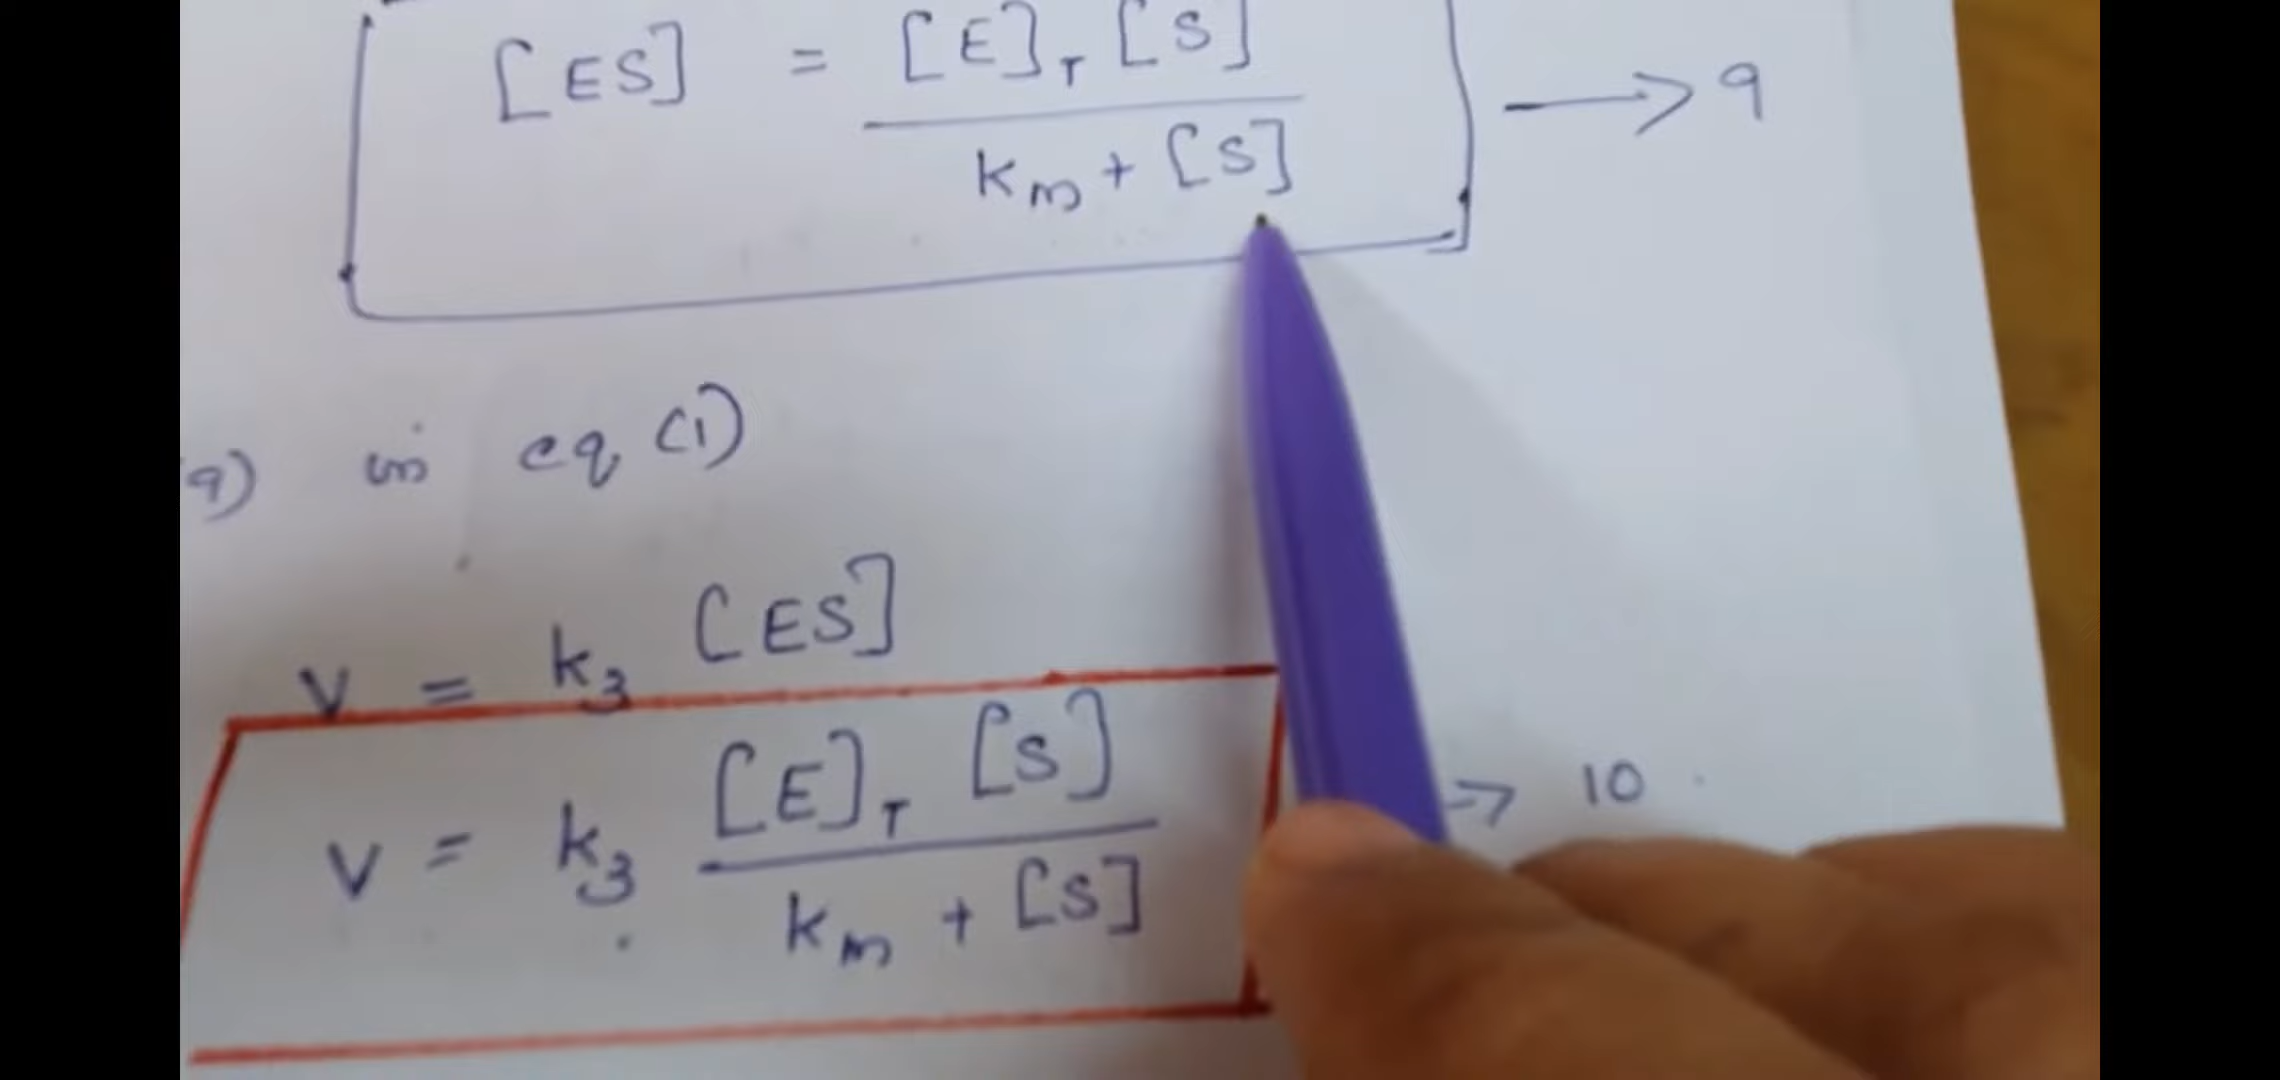 [ES] = [E]T [S] / km + [S] → 9
9) in eq (1)
V = k3 [ES]
V = k3 [E]T [S] / km + [S] → 10